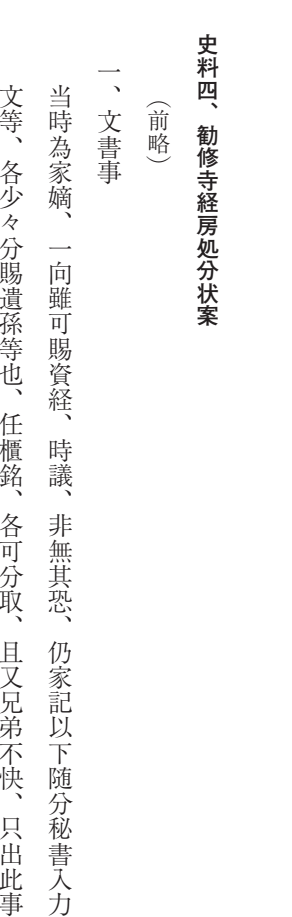 史料四、勧修寺経房処分状案
（前略）
一、文書事
当時為家嫡、一向雖可賜資経、時議、非無其恐、仍家記以下随分秘書入力
文等、各少々分賜遺孫等也、任櫃銘、各可分取、且又兄弟不快、只出此事